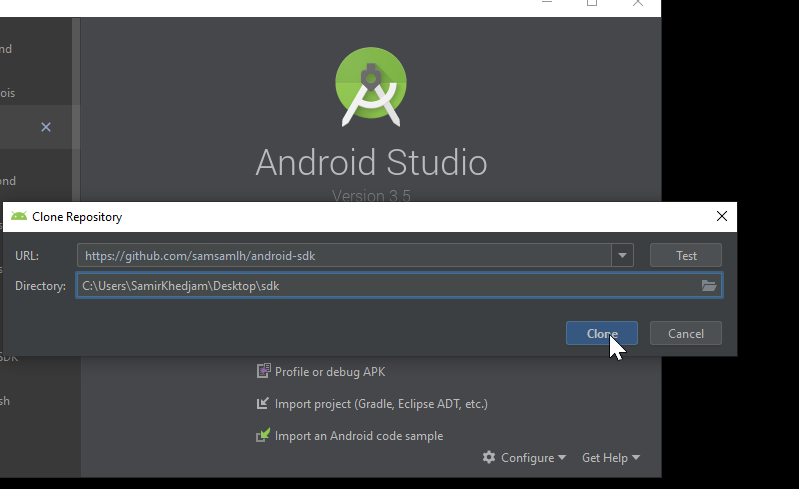 nd
ois
ond
Android Studio
Version 3.5
Clone Repository
URL: https://github.com/samsamlh/android-sdk Test
Directory: C:\Users\SamirKhedjam\Desktop\sdk
Clone Cancel
SDK
sh
Profile or debug APK
Import project (Gradle, Eclipse ADT, etc.)
Import an Android code sample
Configure Get Help